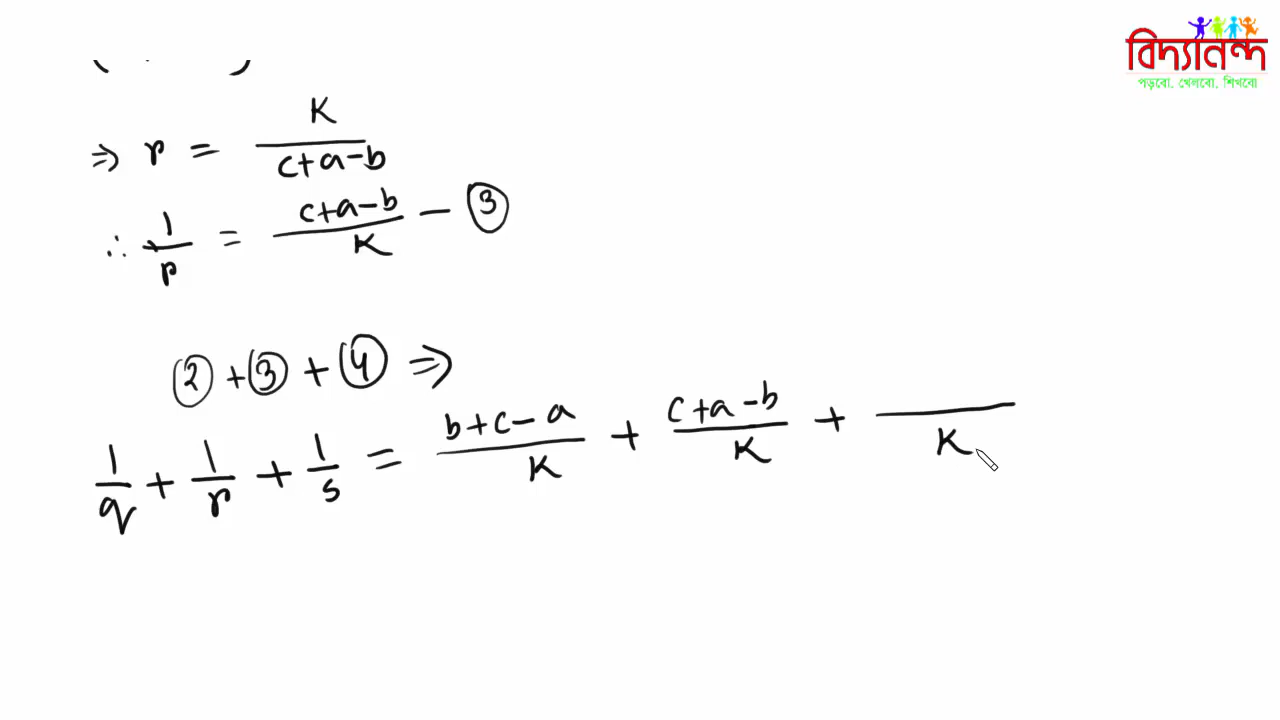 বিদ্যানন্দ
পড়বো, খেলবো, শিখবো
⇒ r = K / (c+a-b)
∴ 1/r = (c+a-b)/K - ③
② + ③ + ④ ⇒
1/q + 1/r + 1/s = (b+c-a)/K + (c+a-b)/K + /K